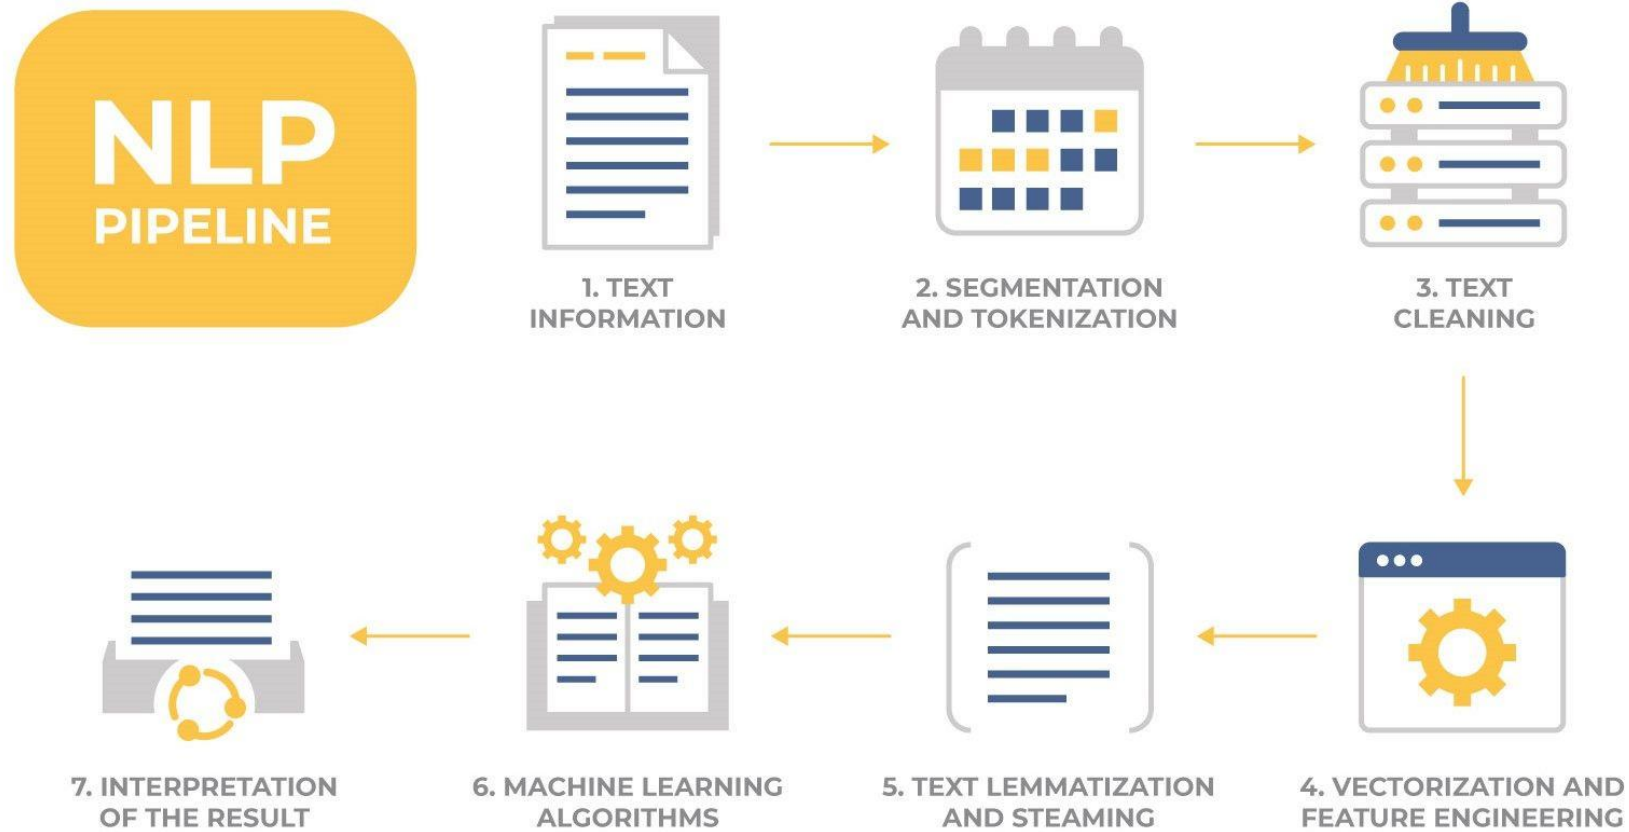 NLP
PIPELINE
1. TEXT
INFORMATION
2. SEGMENTATION
AND TOKENIZATION
3. TEXT
CLEANING
4. VECTORIZATION AND
FEATURE ENGINEERING
5. TEXT LEMMATIZATION
AND STEAMING
6. MACHINE LEARNING
ALGORITHMS
7. INTERPRETATION
OF THE RESULT